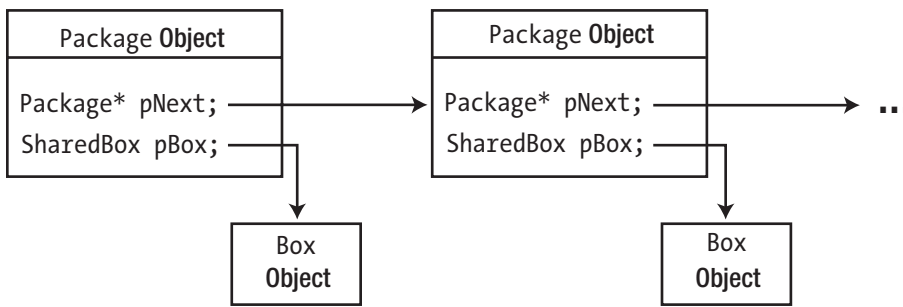 Package Object
Package* pNext;
SharedBox pBox;
Box
Object
Package Object
Package* pNext;
SharedBox pBox;
Box
Object
..